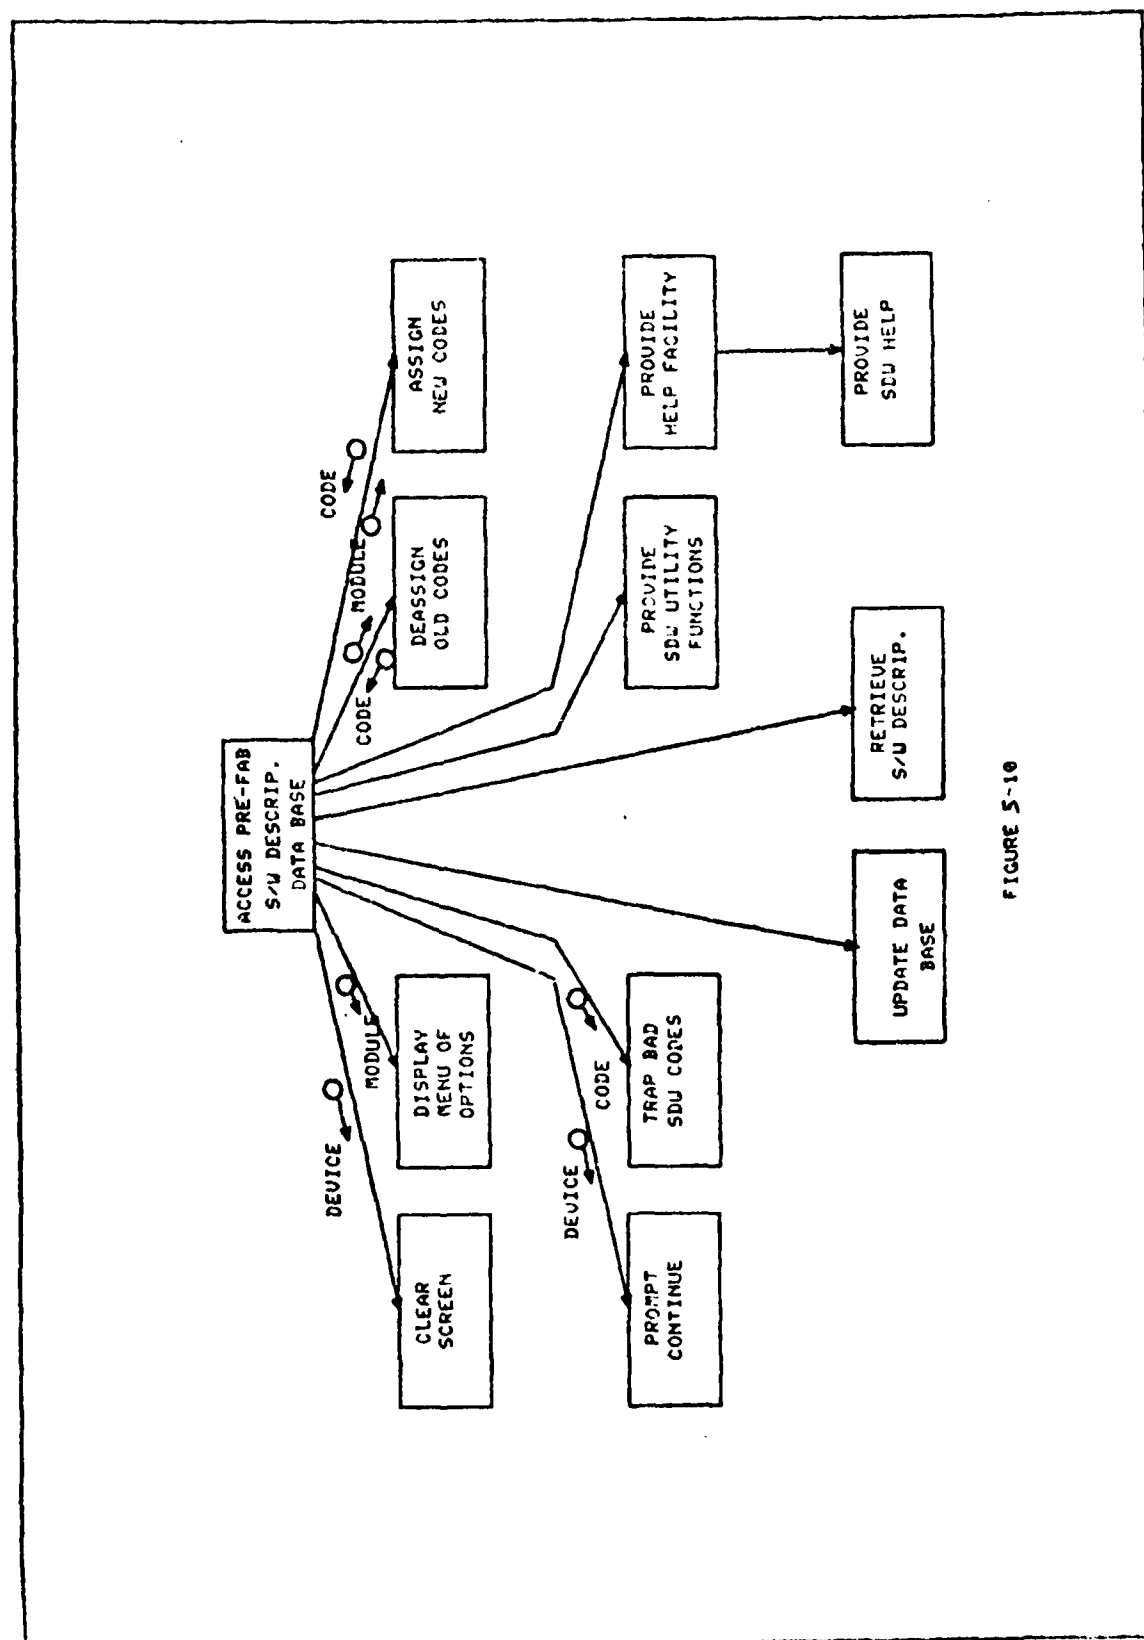 ACCESS PRE-FAB
S/W DESCRIP.
DATA BASE
DEVICE
MODULE
CODE
MODULE
CODE
CLEAR
SCREEN
DISPLAY
MENU OF
OPTIONS
DEASSIGN
OLD CODES
ASSIGN
NEW CODES
DEVICE
CODE
PROMPT
CONTINUE
TRAP BAD
SDW CODES
PROVIDE
SDW UTILITY
FUNCTIONS
PROVIDE
HELP FACILITY
UPDATE DATA
BASE
RETRIEVE
S/W DESCRIP.
PROVIDE
SDW HELP
FIGURE 5-10